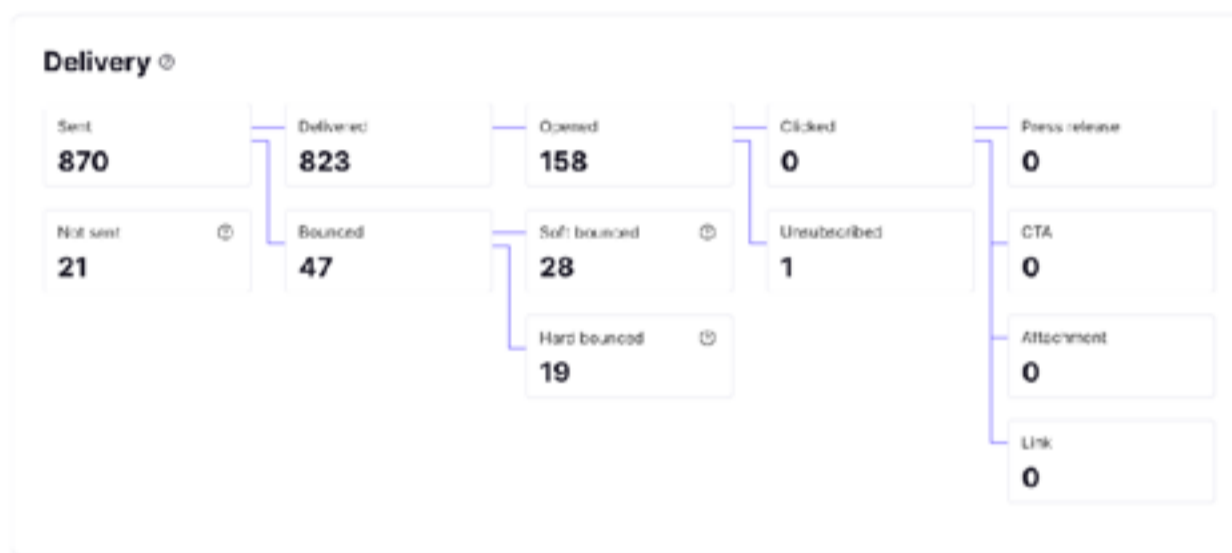 Delivery
Sent
870
Delivered
823
Opened
158
Clicked
0
Press release
0
Not sent
21
Bounced
47
Soft bounced
28
Unsubscribed
1
CTA
0
Hard bounced
19
Attachment
0
Link
0